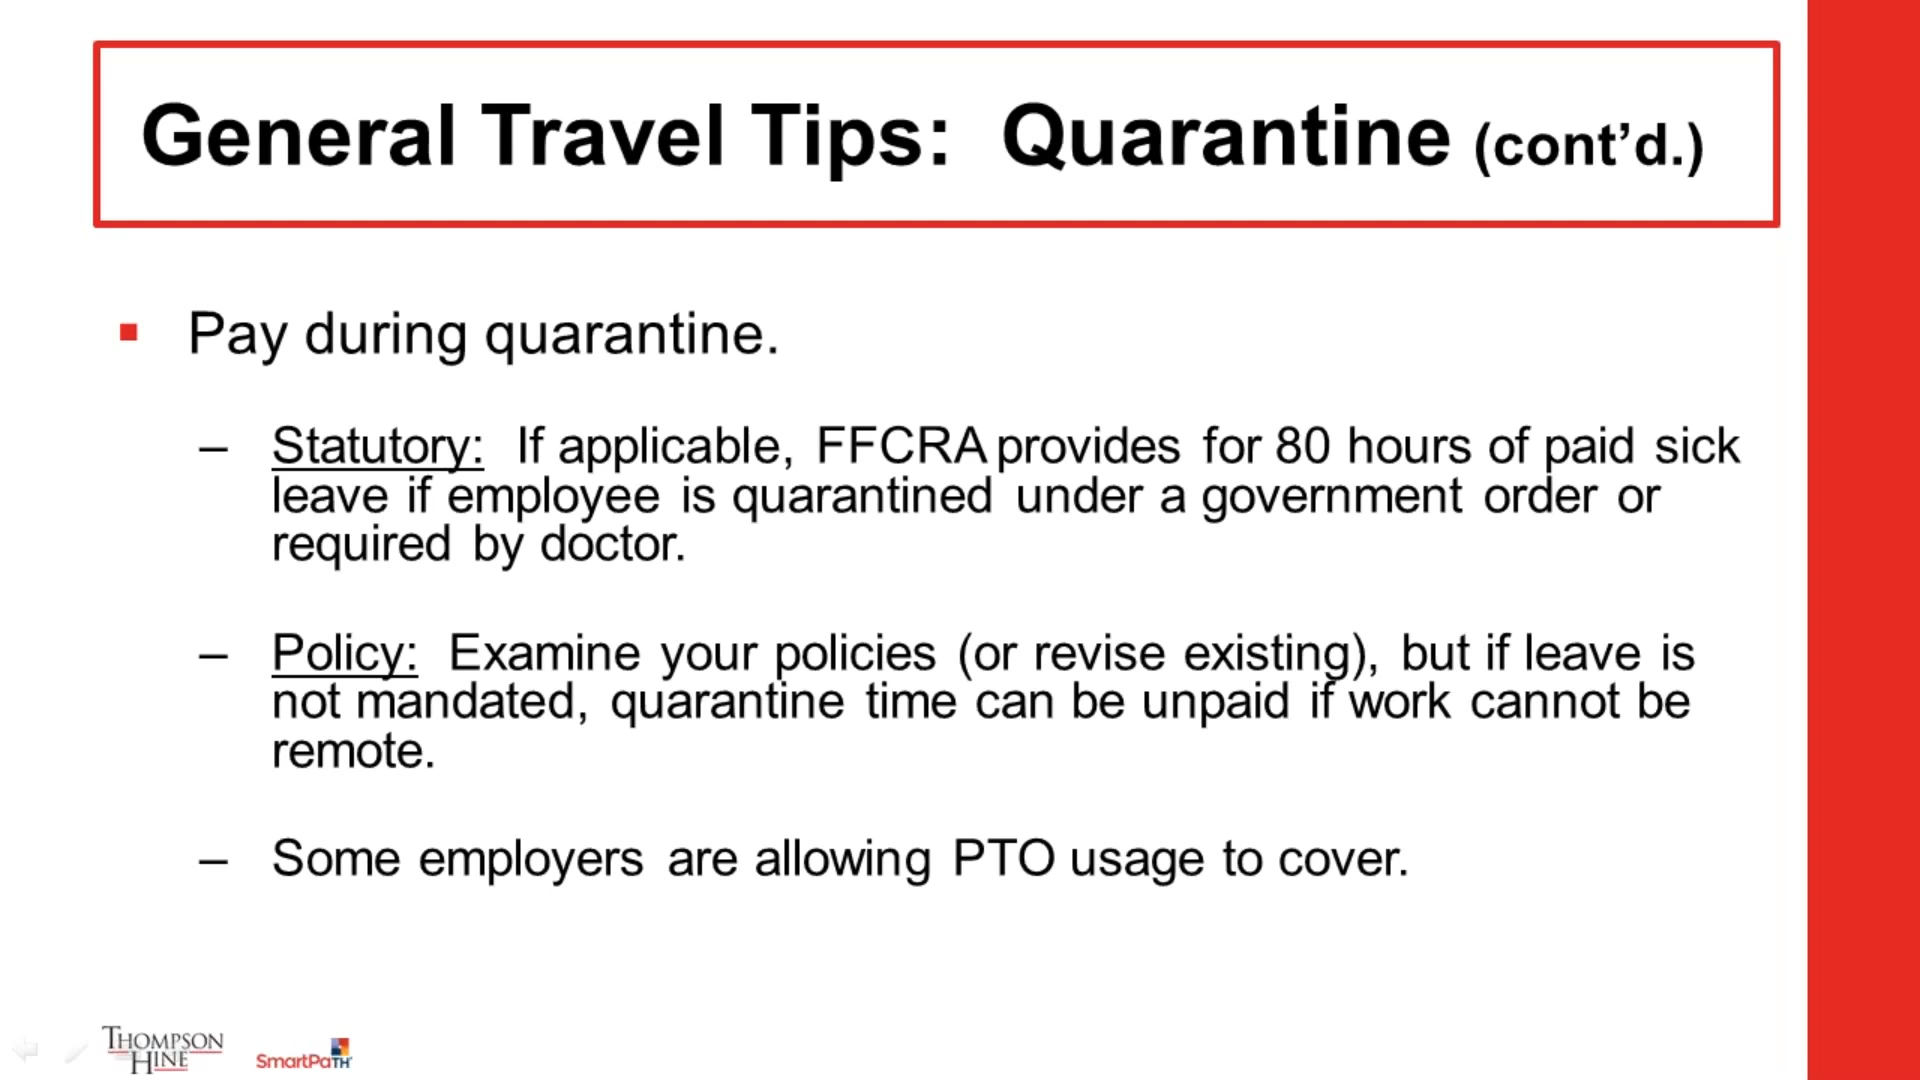 General Travel Tips:  Quarantine (cont’d.)
▪ Pay during quarantine.
– Statutory:  If applicable, FFCRA provides for 80 hours of paid sick
leave if employee is quarantined under a government order or
required by doctor.
– Policy:  Examine your policies (or revise existing), but if leave is
not mandated, quarantine time can be unpaid if work cannot be
remote.
– Some employers are allowing PTO usage to cover.
THOMPSON
HINE
SmartPaTH